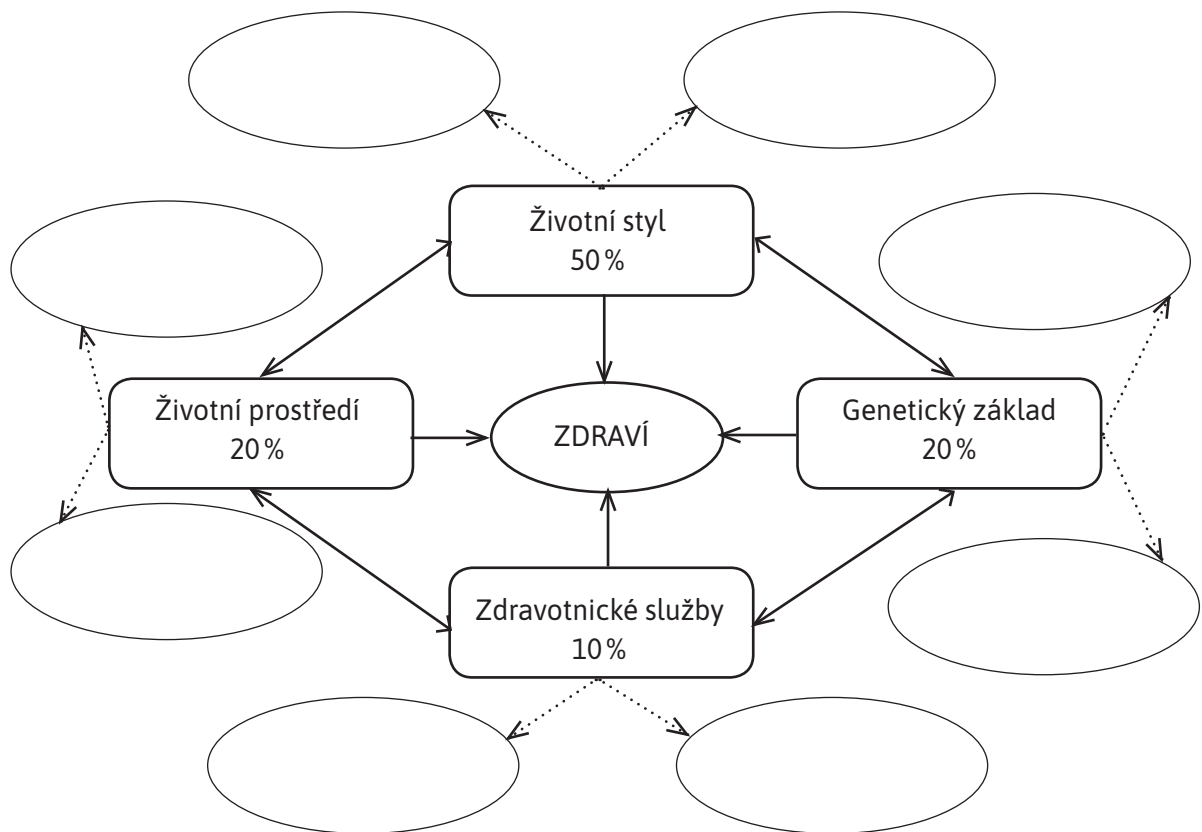 Životní styl
50 %
Životní prostředí
20 %
ZDRAVÍ
Genetický základ
20 %
Zdravotnické služby
10 %